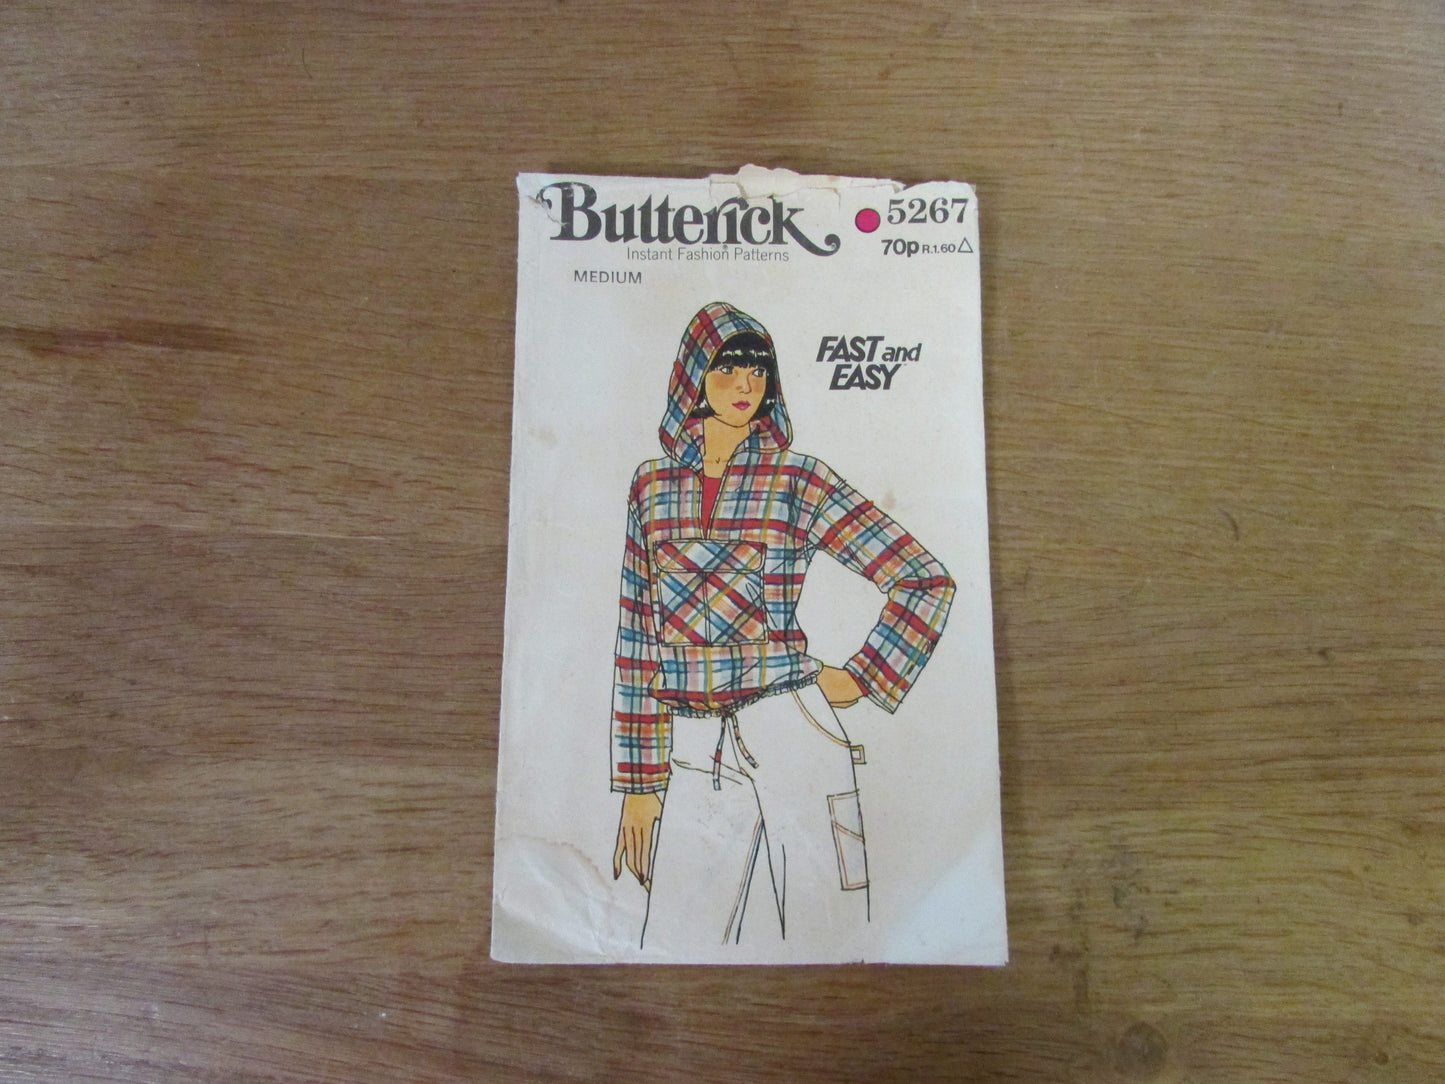 Butterick
5267
Instant Fashion Patterns
70p R.1.60
MEDIUM
FAST and
EASY